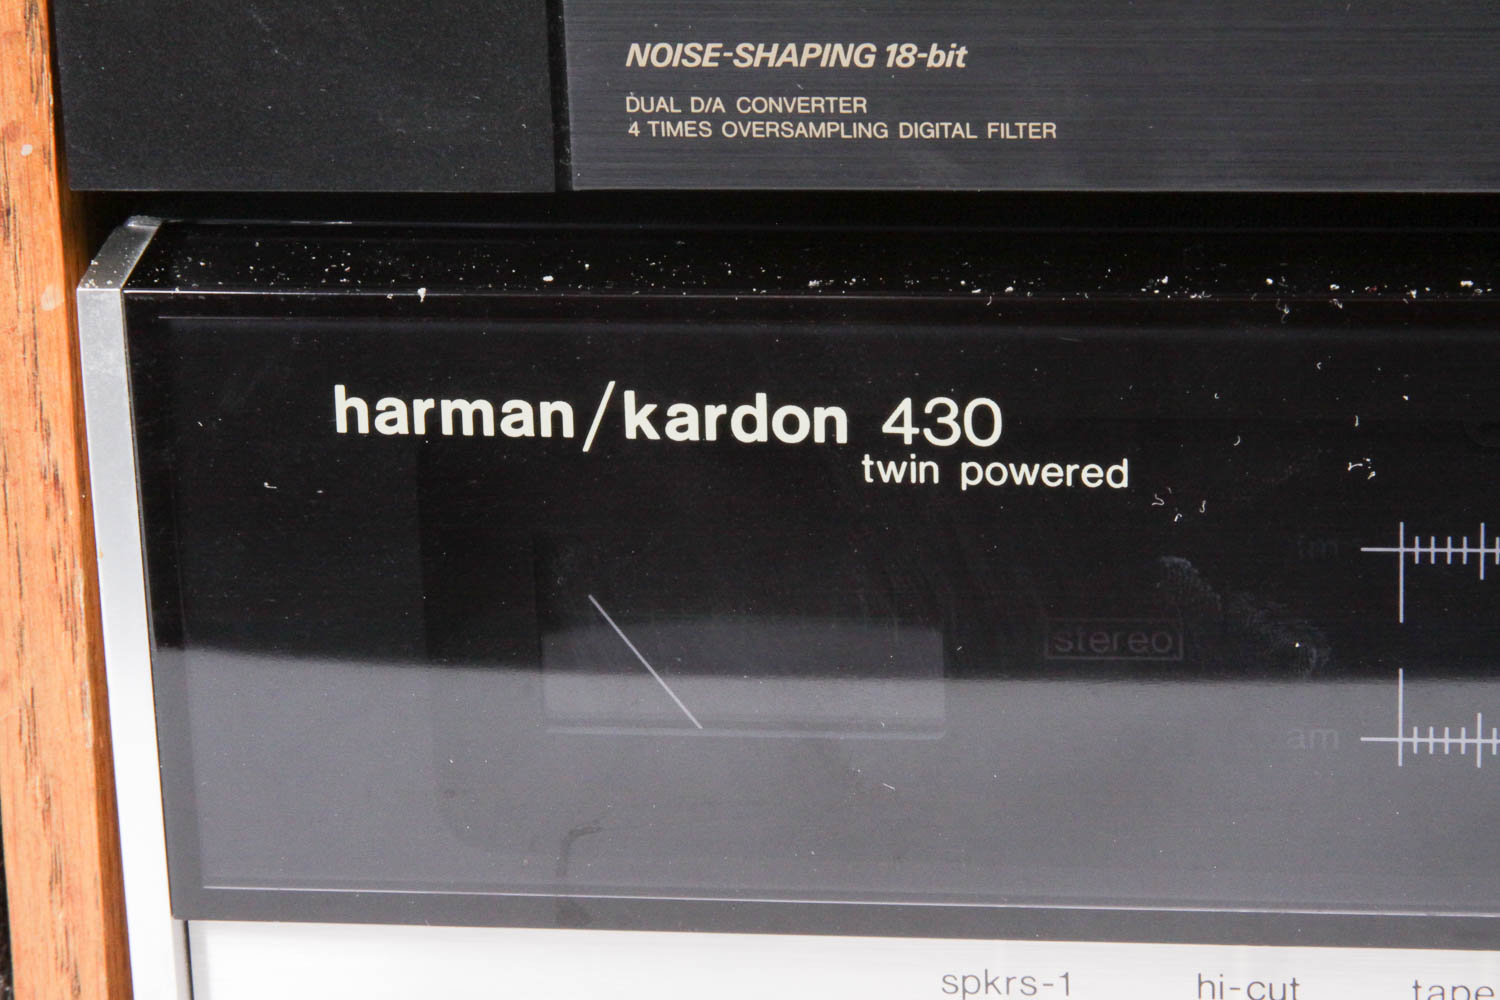 NOISE-SHAPING 18-bit
DUAL D/A CONVERTER
4 TIMES OVERSAMPLING DIGITAL FILTER
harman/kardon 430
twin powered
fm
stereo
am
spkrs-1 hi-cut tape